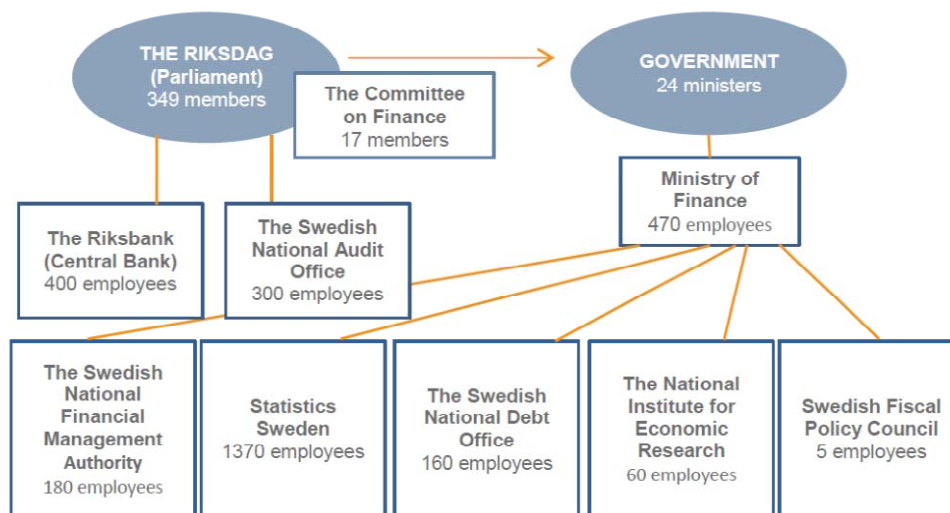 THE RIKSDAG
(Parliament)
349 members
The Committee
on Finance
17 members
GOVERNMENT
24 ministers
Ministry of
Finance
470 employees
The Riksbank
(Central Bank)
400 employees
The Swedish
National Audit
Office
300 employees
The Swedish
National
Financial
Management
Authority
180 employees
Statistics
Sweden
1370 employees
The Swedish
National Debt
Office
160 employees
The National
Institute for
Economic
Research
60 employees
Swedish Fiscal
Policy Council
5 employees